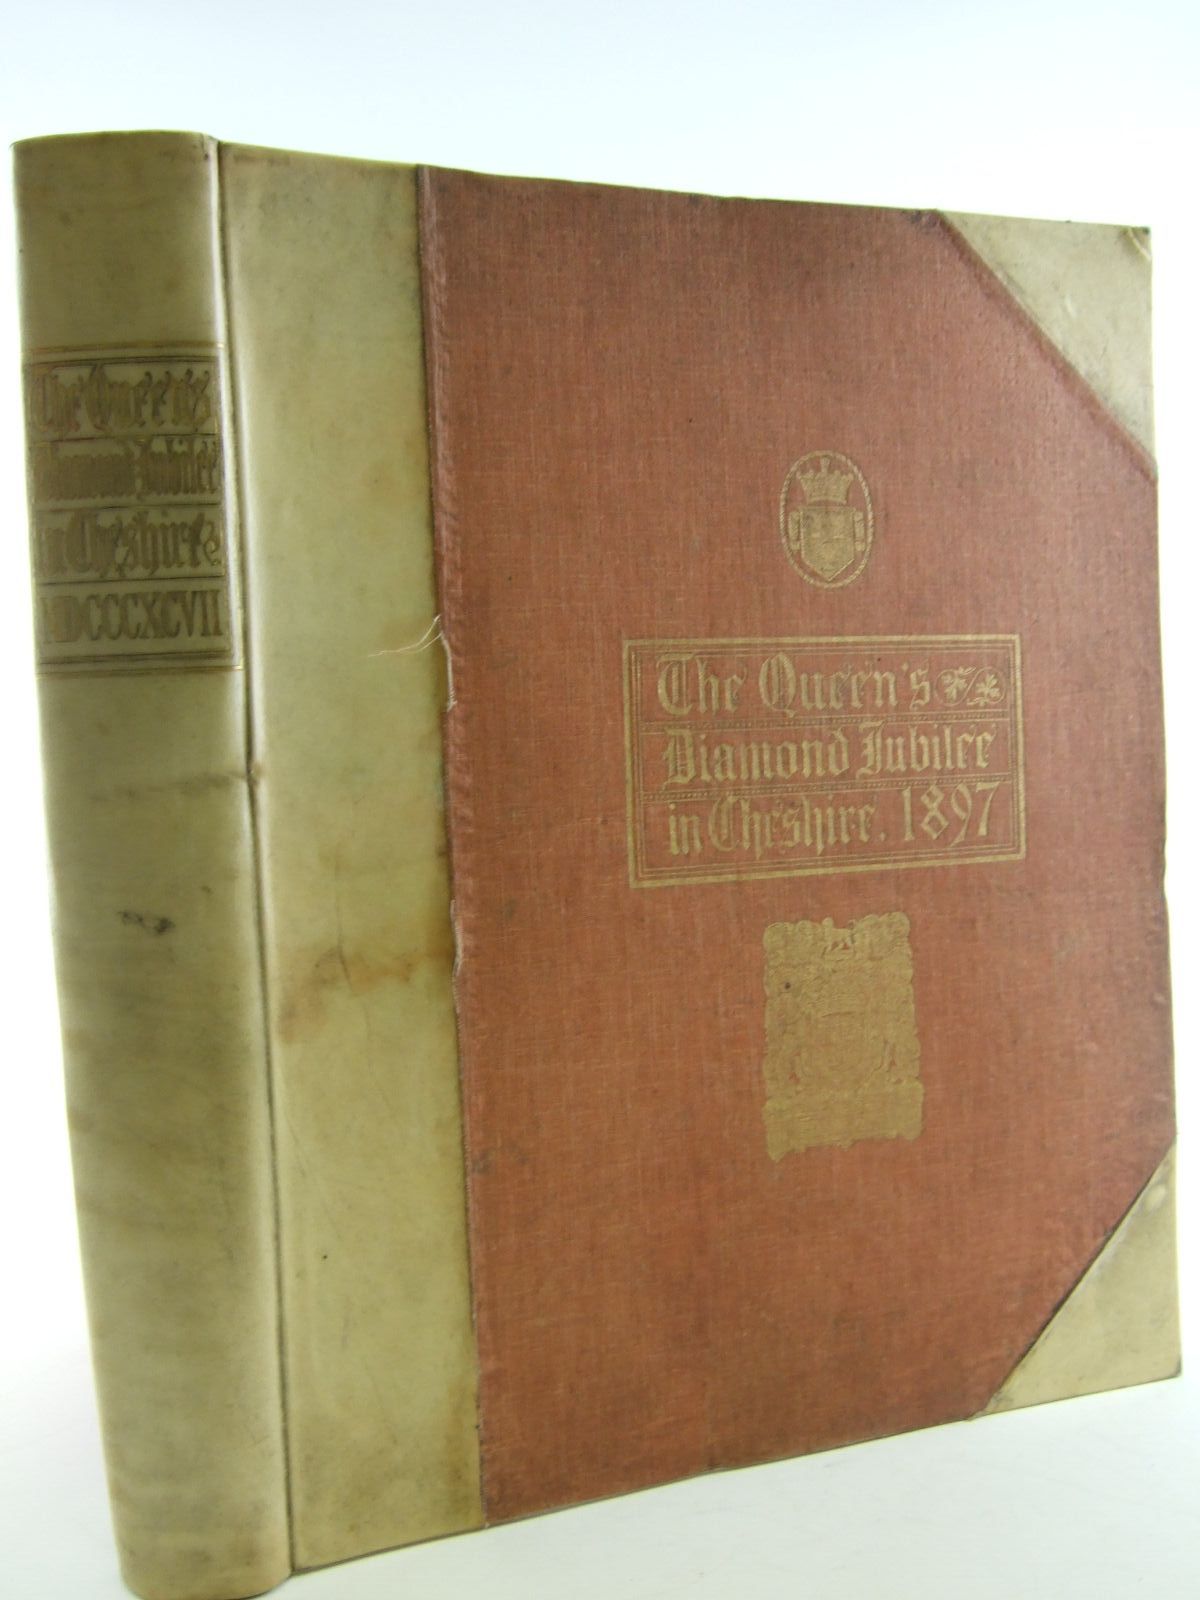 The Queen's
Diamond Jubilee
in Cheshire
MDCCCXCVII
The Queen's
Diamond Jubilee
in Cheshire. 1897